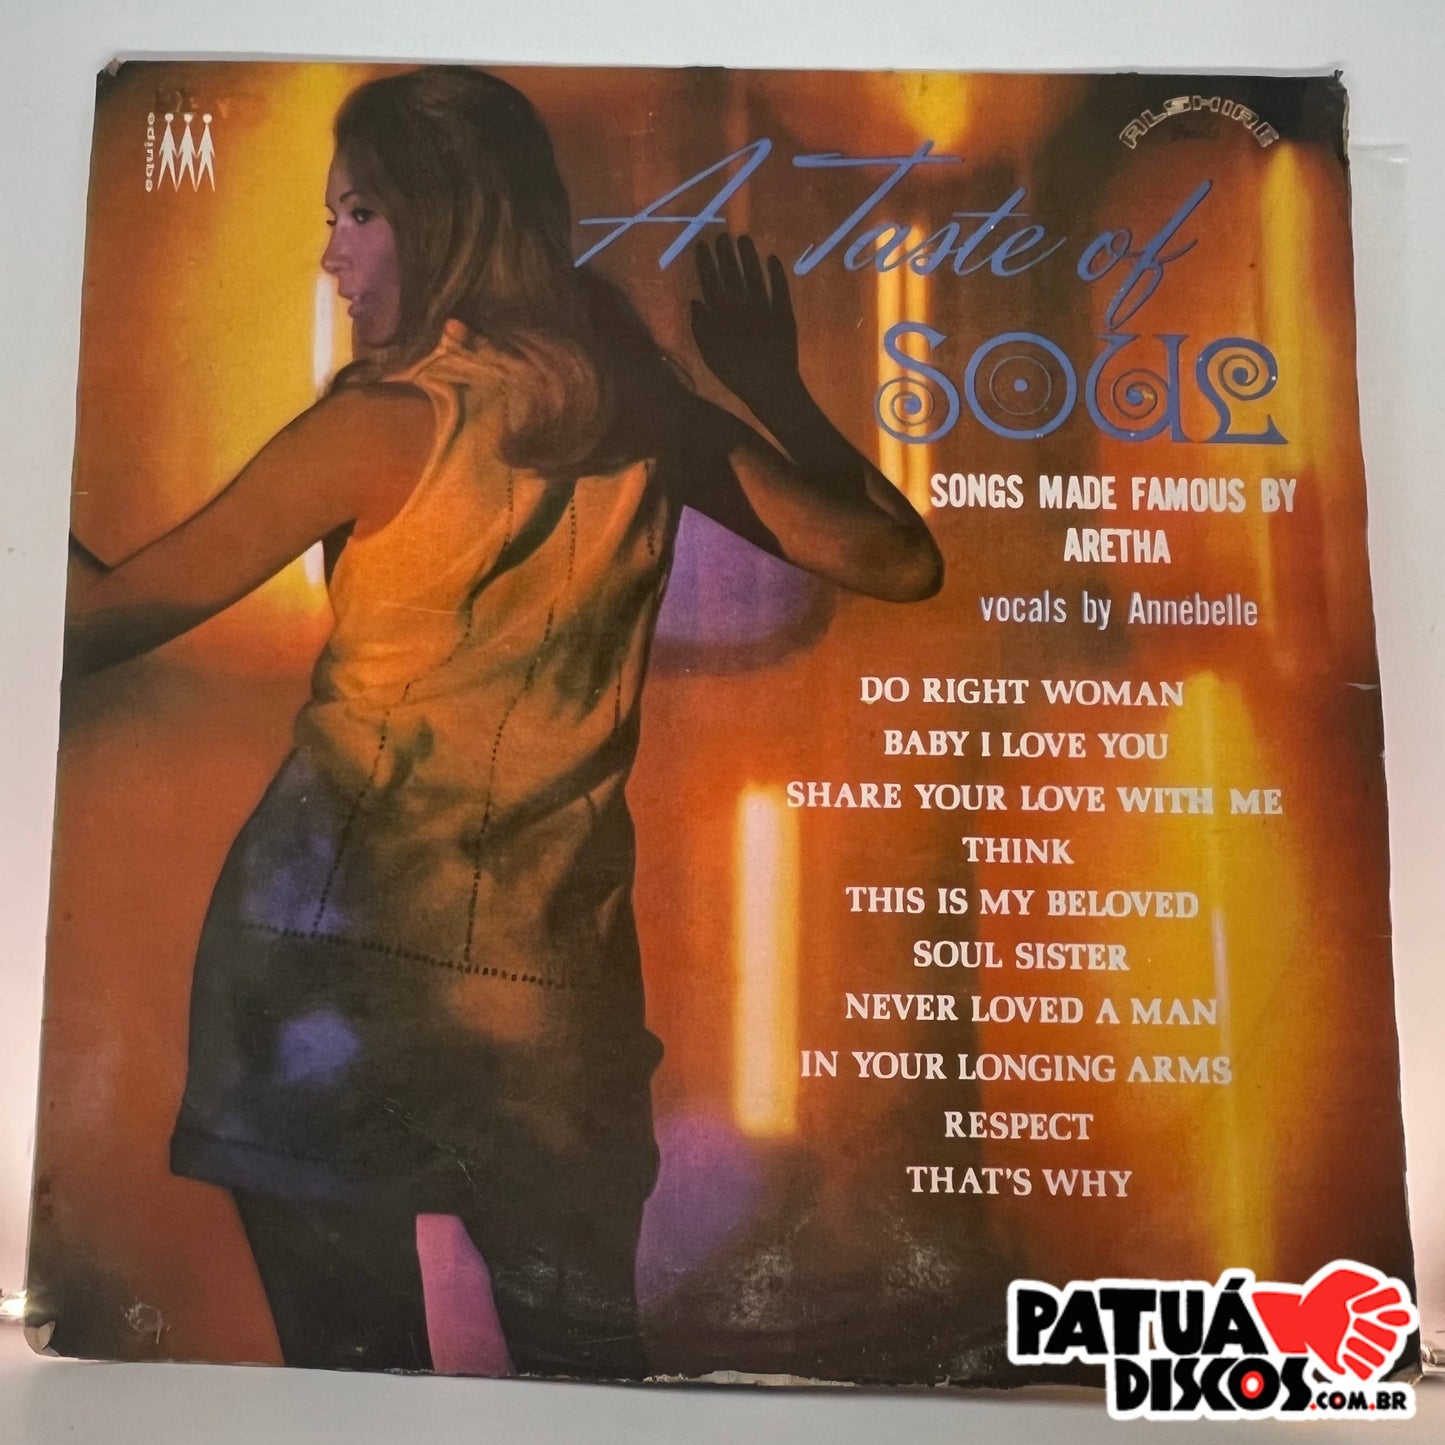 equipe
ALSHIRE
A Taste of
SOUL
SONGS MADE FAMOUS BY
ARETHA
vocals by Annebelle
DO RIGHT WOMAN
BABY I LOVE YOU
SHARE YOUR LOVE WITH ME
THINK
THIS IS MY BELOVED
SOUL SISTER
NEVER LOVED A MAN
IN YOUR LONGING ARMS
RESPECT
THAT'S WHY
PATUÁ
DISCOS.COM.BR